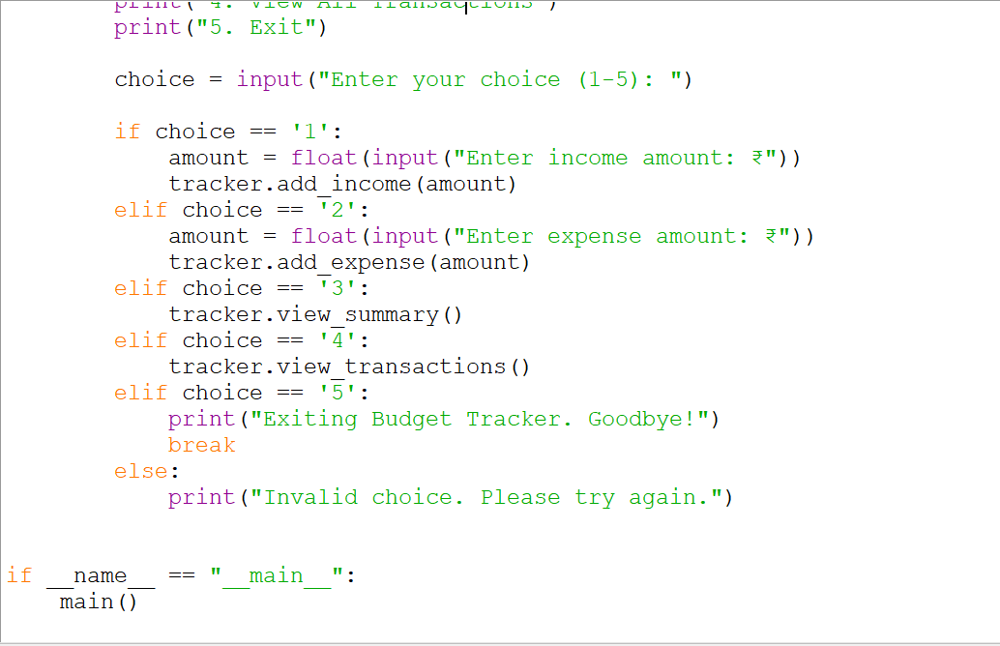 print("4. View All Transactions")
print("5. Exit")
choice = input("Enter your choice (1-5): ")
if choice == '1':
amount = float(input("Enter income amount: ₹"))
tracker.add_income(amount)
elif choice == '2':
amount = float(input("Enter expense amount: ₹"))
tracker.add_expense(amount)
elif choice == '3':
tracker.view_summary()
elif choice == '4':
tracker.view_transactions()
elif choice == '5':
print("Exiting Budget Tracker. Goodbye!")
break
else:
print("Invalid choice. Please try again.")
if __name__ == "__main__":
main()